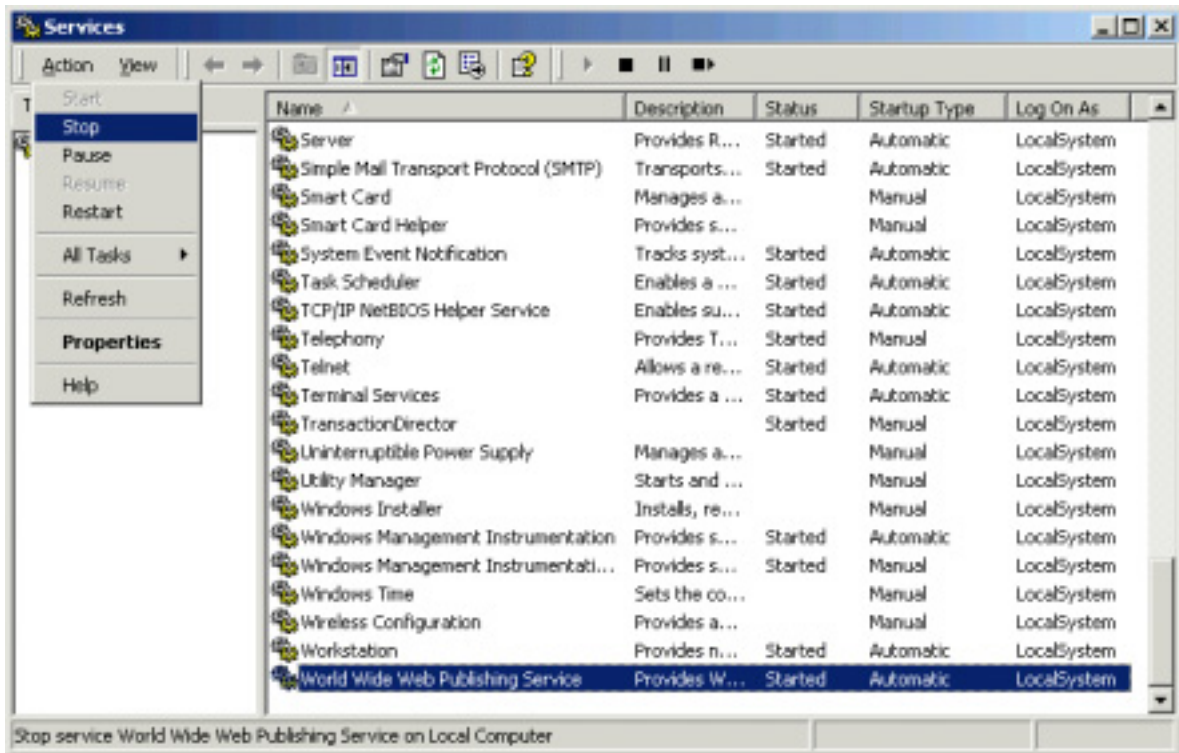 Services
Action View
Start
Stop
Pause
Resume
Restart
All Tasks
Refresh
Properties
Help
T
Name Description Status Startup Type Log On As
Server Provides R... Started Automatic LocalSystem
Simple Mail Transport Protocol (SMTP) Transports... Started Automatic LocalSystem
Smart Card Manages a... Manual LocalSystem
Smart Card Helper Provides s... Manual LocalSystem
System Event Notification Tracks syst... Started Automatic LocalSystem
Task Scheduler Enables a ... Started Automatic LocalSystem
TCP/IP NetBIOS Helper Service Enables su... Started Automatic LocalSystem
Telephony Provides T... Started Manual LocalSystem
Telnet Allows a re... Started Automatic LocalSystem
Terminal Services Provides a ... Started Automatic LocalSystem
TransactionDirector Started Manual LocalSystem
Uninterruptible Power Supply Manages a... Manual LocalSystem
Utility Manager Starts and ... Manual LocalSystem
Windows Installer Installs, re... Manual LocalSystem
Windows Management Instrumentation Provides s... Started Automatic LocalSystem
Windows Management Instrumentati... Provides s... Started Manual LocalSystem
Windows Time Sets the co... Manual LocalSystem
Wireless Configuration Provides a... Manual LocalSystem
Workstation Provides n... Started Automatic LocalSystem
World Wide Web Publishing Service Provides W... Started Automatic LocalSystem
Stop service World Wide Web Publishing Service on Local Computer